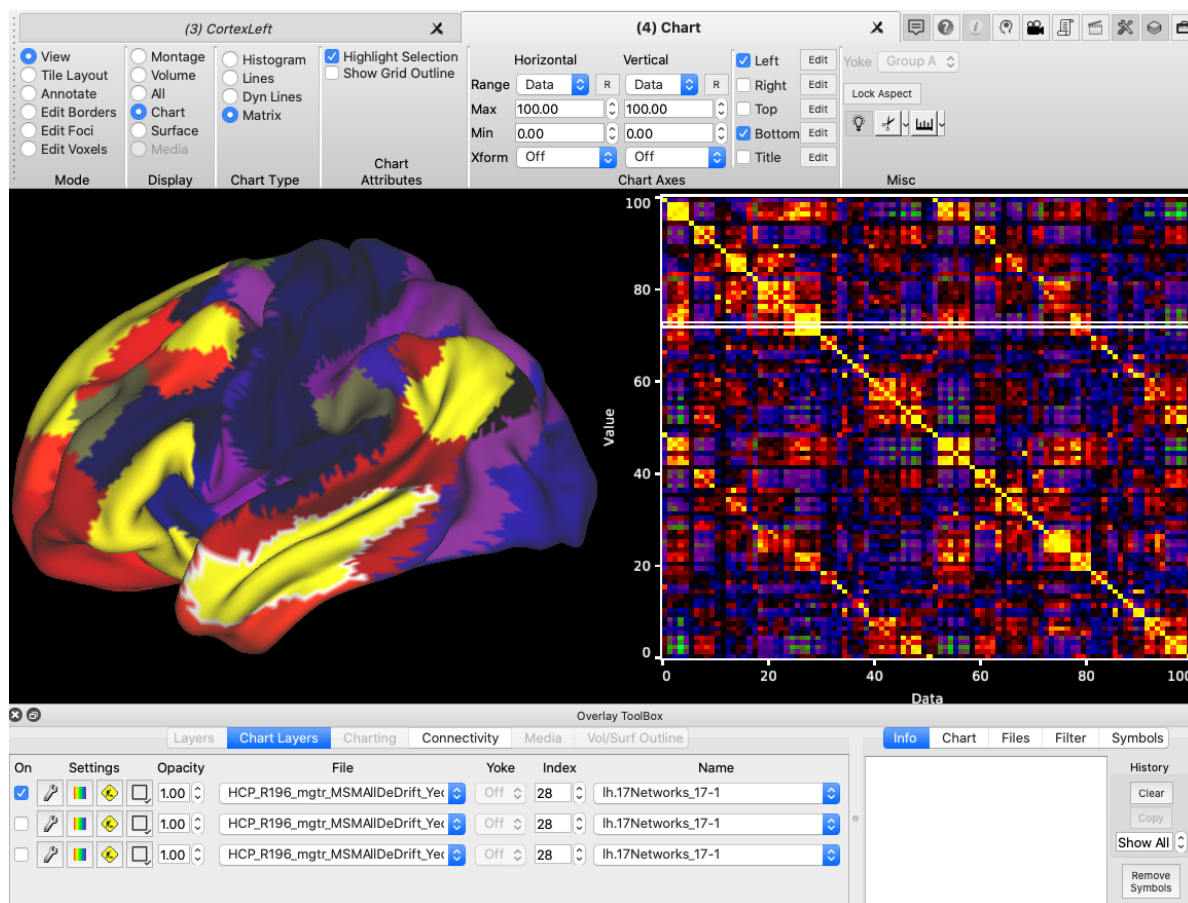 (3) CortexLeft
(4) Chart
View
Tile Layout
Annotate
Edit Borders
Edit Foci
Edit Voxels
Mode
Montage
Volume
All
Chart
Surface
Media
Display
Histogram
Lines
Dyn Lines
Matrix
Chart Type
Highlight Selection
Show Grid Outline
Chart
Attributes
Horizontal Vertical
Range Data R Data R
Max 100.00 100.00
Min 0.00 0.00
Xform Off Off
Left Edit
Right Edit
Top Edit
Bottom Edit
Title Edit
Chart Axes
Yoke Group A
Lock Aspect
Misc
100
80
60
40
20
0
Value
0 20 40 60 80 100
Data
Overlay ToolBox
Layers Chart Layers Charting Connectivity Media Vol/Surf Outline
On Settings Opacity File Yoke Index Name
1.00 HCP_R196_mgtr_MSMAllDeDrift_Yec Off 28 lh.17Networks_17-1
1.00 HCP_R196_mgtr_MSMAllDeDrift_Yec Off 28 lh.17Networks_17-1
1.00 HCP_R196_mgtr_MSMAllDeDrift_Yec Off 28 lh.17Networks_17-1
Info Chart Files Filter Symbols
History
Clear
Copy
Show All
Remove
Symbols